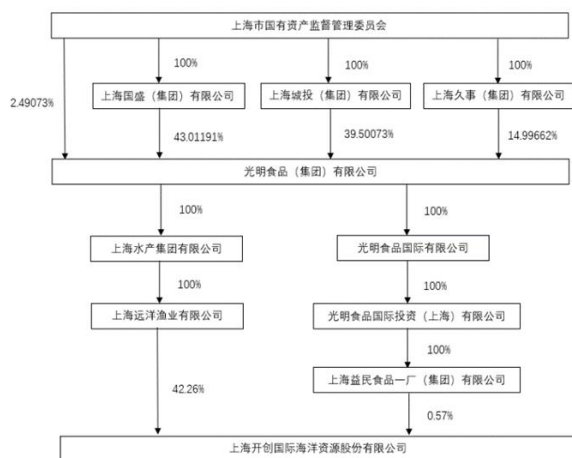 上海市国有资产监督管理委员会
100%
100%
100%
2.49073%
上海国盛（集团）有限公司
上海城投（集团）有限公司
上海久事（集团）有限公司
43.01191%
39.50073%
14.99662%
光明食品（集团）有限公司
100%
100%
上海水产集团有限公司
光明食品国际有限公司
100%
100%
上海远洋渔业有限公司
光明食品国际投资（上海）有限公司
100%
上海益民食品一厂（集团）有限公司
42.26%
0.57%
上海开创国际海洋资源股份有限公司